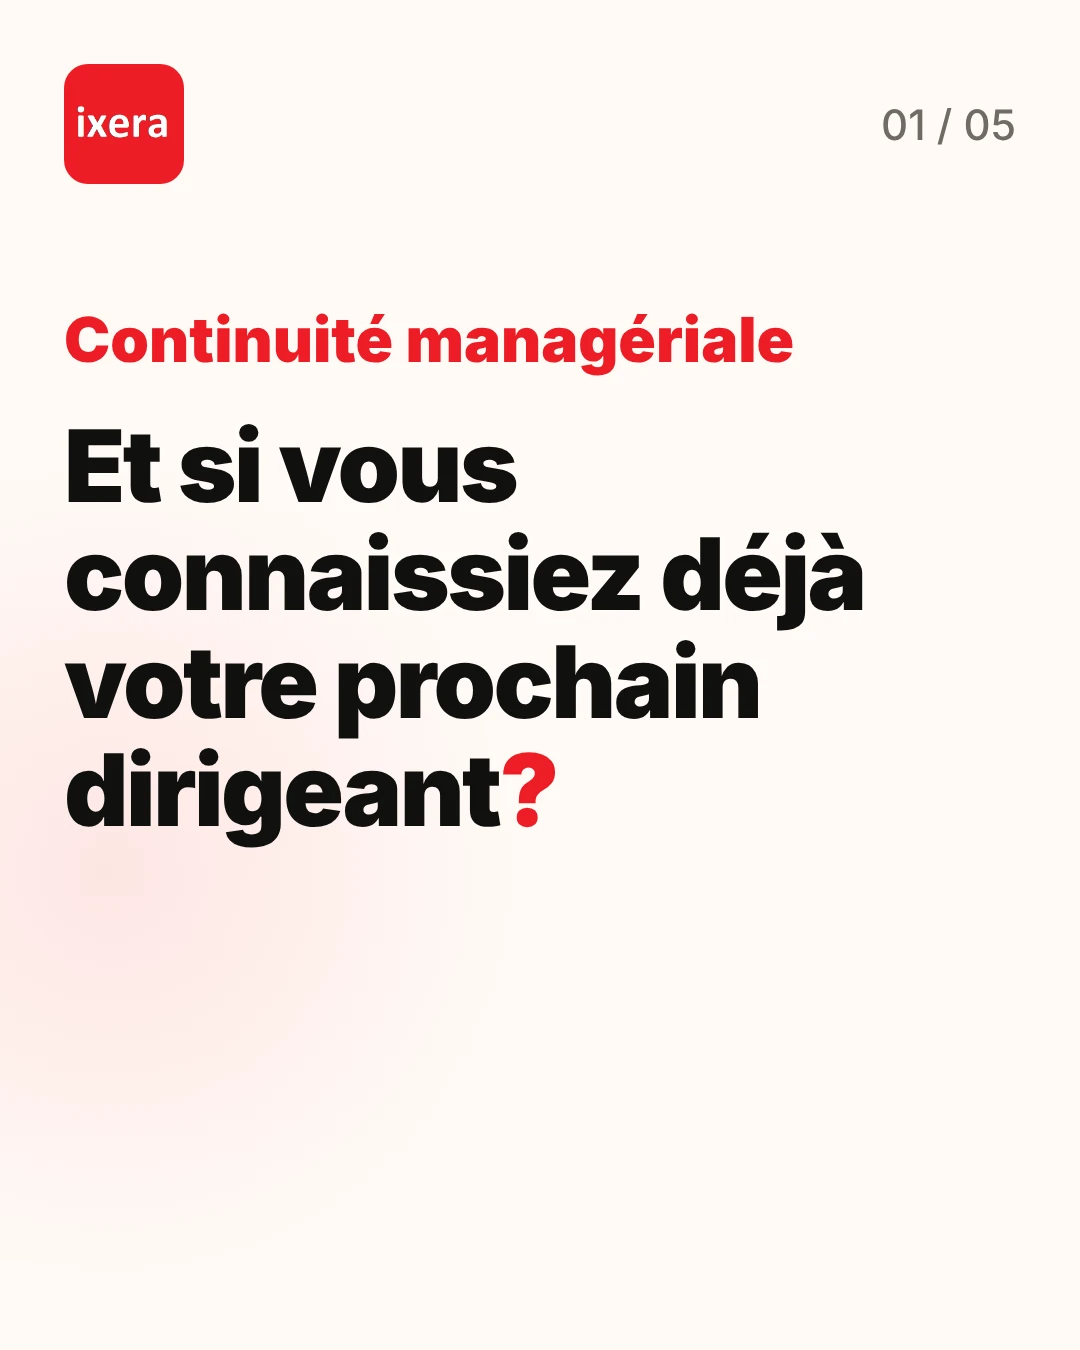 ixera
01 / 05
Continuité managériale
Et si vous
connaissiez déjà
votre prochain
dirigeant?